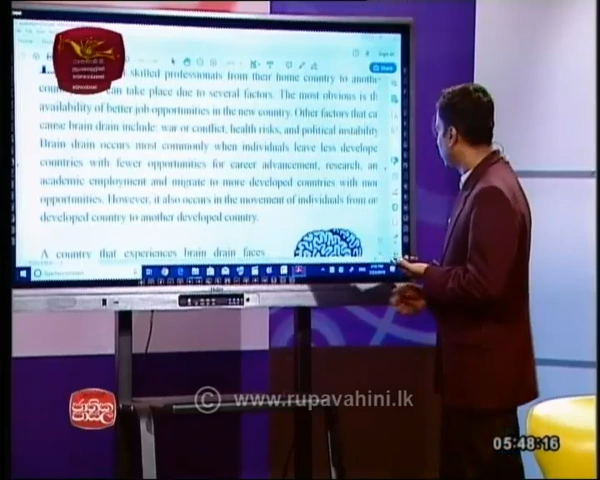 skilled professionals from their home country to another
can take place due to several factors. The most obvious is th
availability of better job opportunities in the new country. Other factors that ca
cause brain drain include: war or conflict, health risks, and political instability
Brain drain occurs most commonly when individuals leave less develope
countries with fewer opportunities for career advancement, research, an
academic employment and migrate to more developed countries with mor
opportunities. However, it also occurs in the movement of individuals from on
developed country to another developed country.
A country that experiences brain drain faces
© www.rupavahini.lk
ජාතික
පාසල
05:48:16